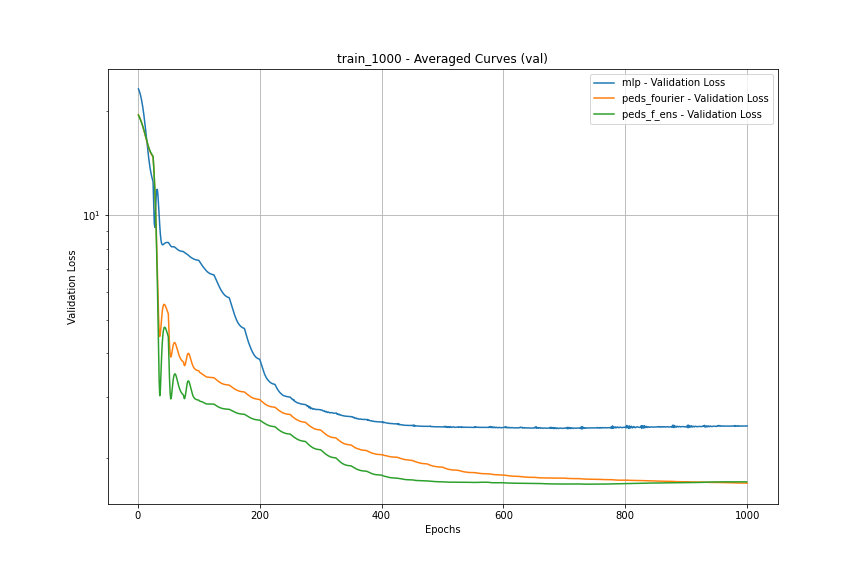 train_1000 - Averaged Curves (val)
mlp - Validation Loss
peds_fourier - Validation Loss
peds_f_ens - Validation Loss
10¹
Validation Loss
0 200 400 600 800 1000
Epochs